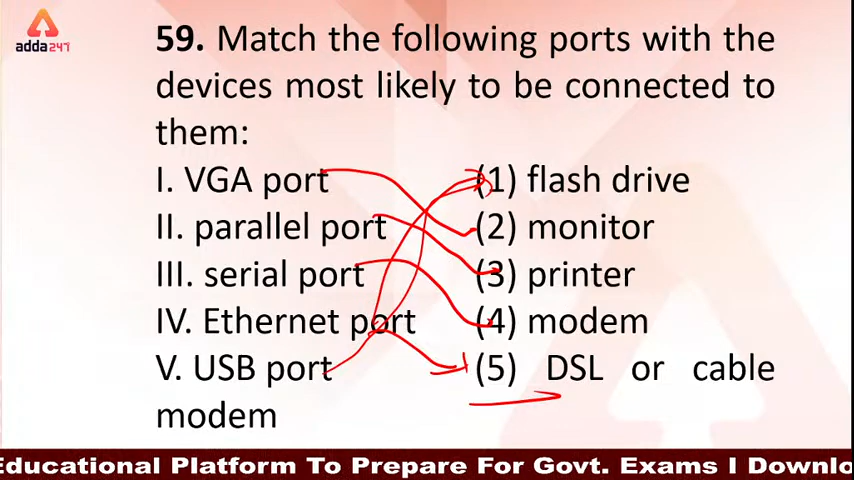 adda247
59. Match the following ports with the
devices most likely to be connected to
them:
I. VGA port (1) flash drive
II. parallel port (2) monitor
III. serial port (3) printer
IV. Ethernet port (4) modem
V. USB port (5) DSL or cable
modem
Educational Platform To Prepare For Govt. Exams I Downlo